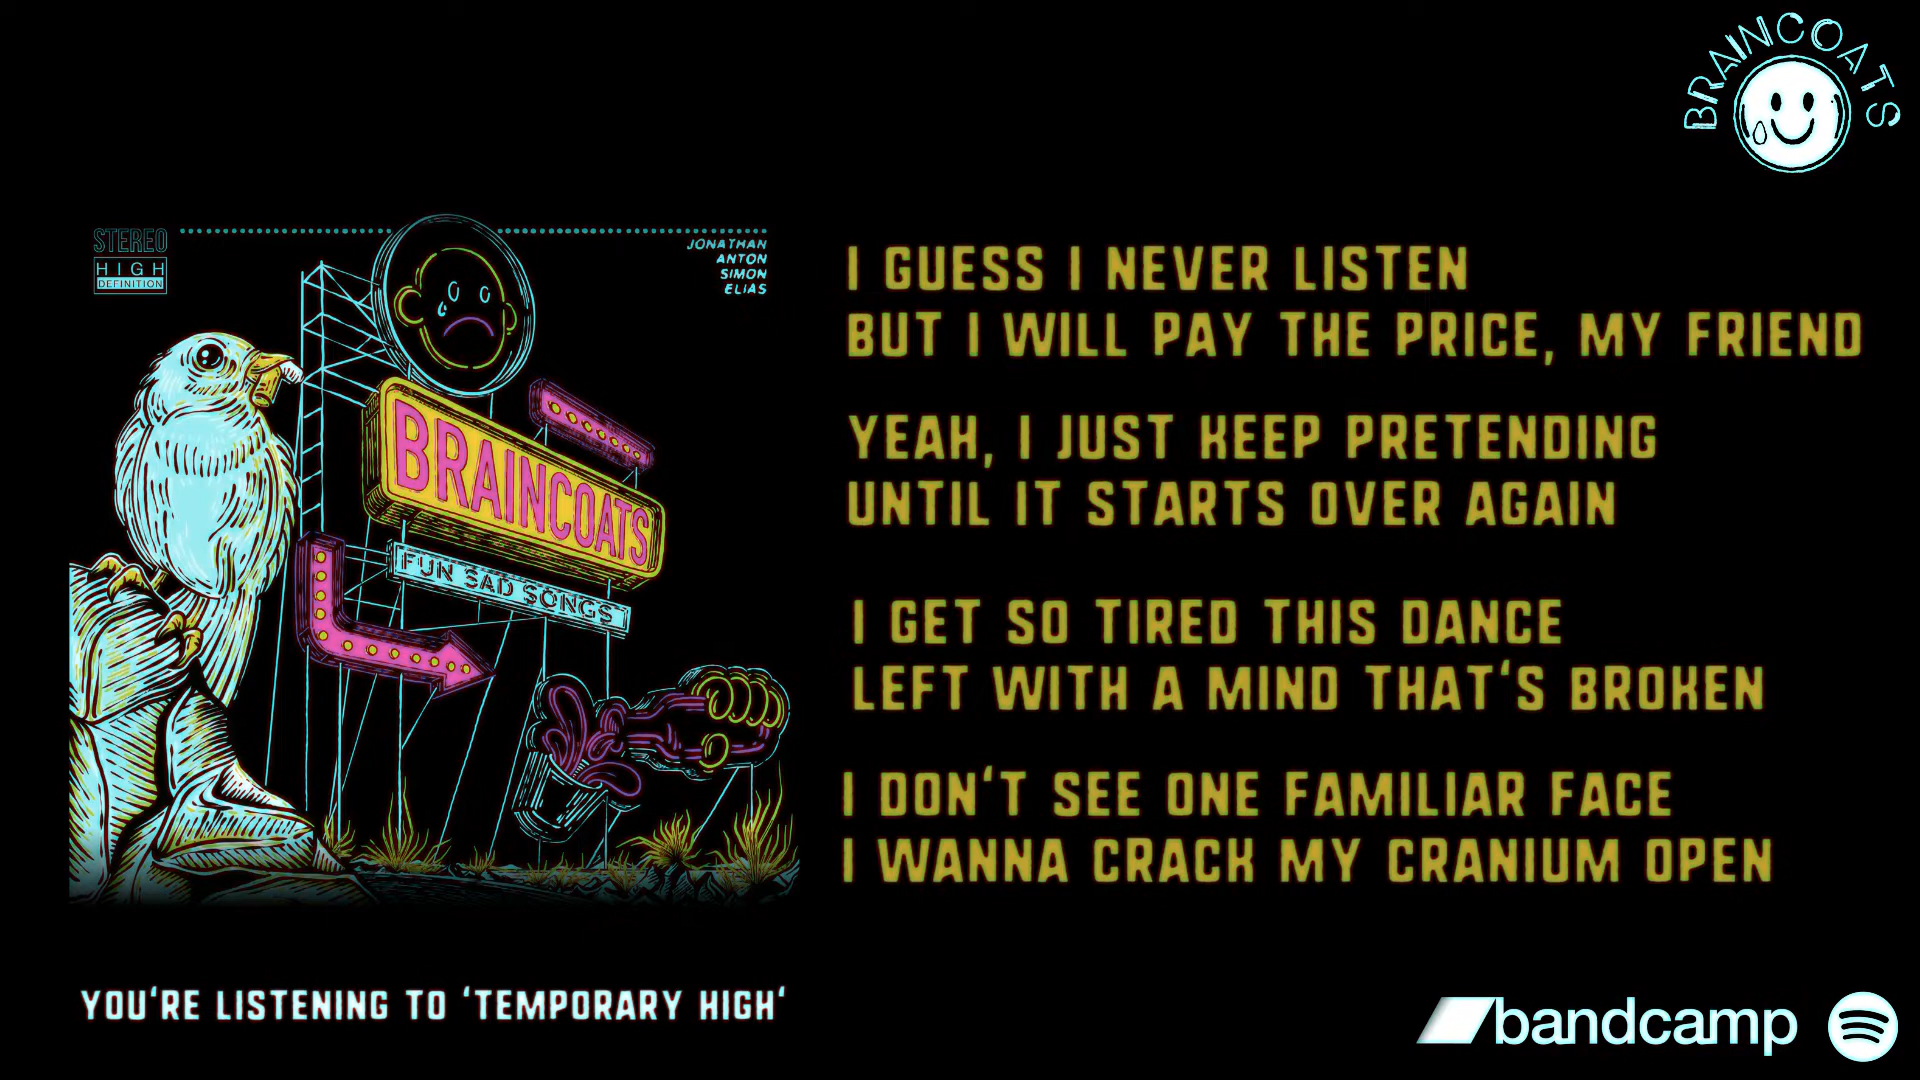 BRAINCOATS
STEREO
HIGH
DEFINITION
JONATHAN
ANTON
SIMON
ELIAS
BRAINCOATS
FUN SAD SONGS
I GUESS I NEVER LISTEN
BUT I WILL PAY THE PRICE, MY FRIEND
YEAH, I JUST KEEP PRETENDING
UNTIL IT STARTS OVER AGAIN
I GET SO TIRED THIS DANCE
LEFT WITH A MIND THAT'S BROKEN
I DON'T SEE ONE FAMILIAR FACE
I WANNA CRACK MY CRANIUM OPEN
YOU'RE LISTENING TO 'TEMPORARY HIGH'
bandcamp